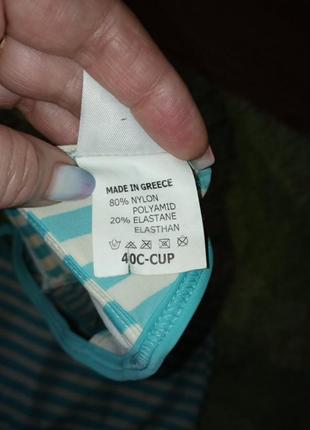 MADE IN GREECE
80% NYLON
POLYAMID
20% ELASTANE
ELASTHAN
40C-CUP